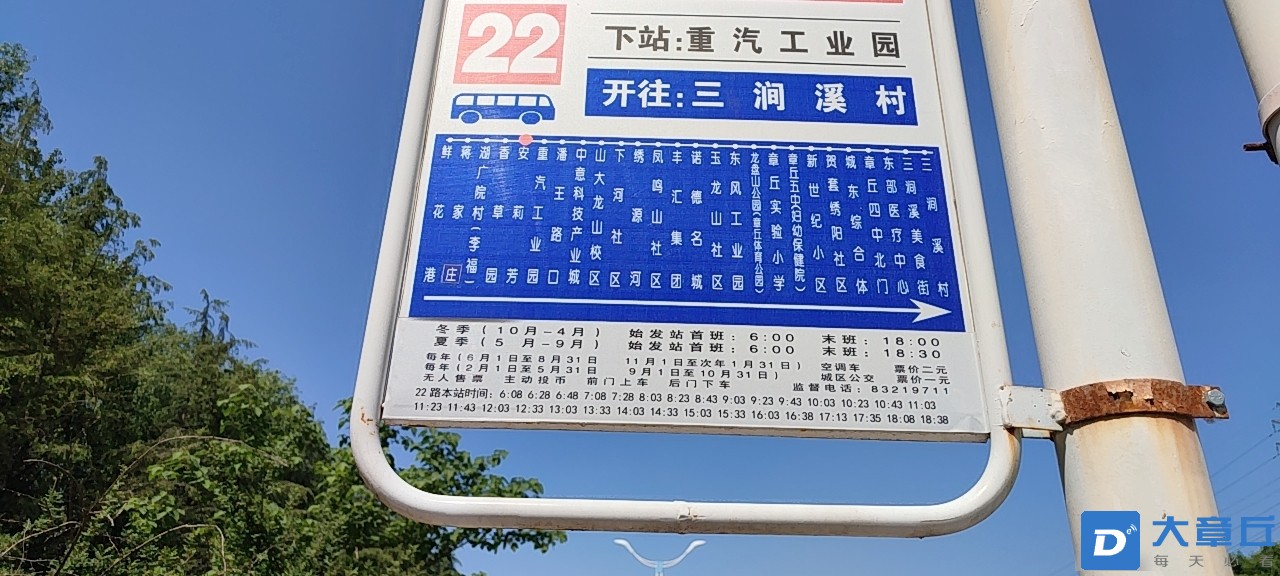 22
下站:重汽工业园
开往:三涧溪村
鲜花港
蒋家庄
湖广院村(李福)
香草园
安莉芳
重汽工业园
潘王路口
中意科技产业城
山大龙山校区
下河社区
绣源河
凤鸣山社区
丰汇集团
诺德名城
玉龙山社区
东风工业园
龙盘山公园(章丘体育公园)
章丘实验小学
章丘五中(妇幼保健院)
新世纪小区
贺套绣阳社区
城东综合体
章丘四中北门
东部医疗中心
三涧溪美食街
三涧溪村
冬季(10月-4月) 始发站首班: 6:00 末班: 18:00
夏季(5 月-9月) 始发站首班: 6:00 末班: 18:30
每年(6月1日至8月31日 11月1日至次年1月31日) 空调车 票价二元
每年(2月1日至5月31日 9月1日至10月31日) 城区公交 票价一元
无人售票 主动投币 前门上车 后门下车 监督电话: 83219711
22 路本站时间: 6:08 6:28 6:48 7:08 7:28 8:03 8:23 8:43 9:03 9:23 9:43 10:03 10:23 10:43 11:03
11:23 11:43 12:03 12:33 13:03 13:33 14:03 14:33 15:03 15:33 16:03 16:38 17:13 17:35 18:08 18:38
D 大章丘
每天必看